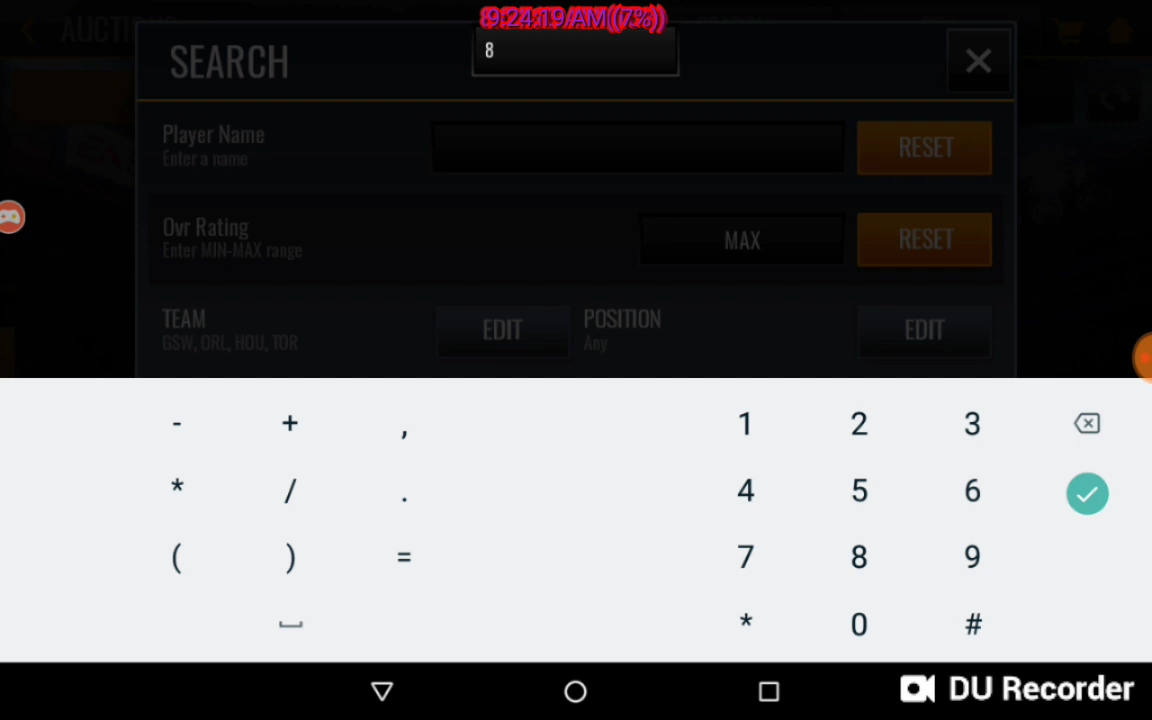 9:24:19 AM((7%))
AUCTI
SEARCH
8
Player Name
Enter a name
RESET
Ovr Rating
Enter MIN-MAX range
MAX
RESET
TEAM
GSW, ORL, HOU, TOR
EDIT
POSITION
Any
EDIT
- + , 1 2 3
* / . 4 5 6
( ) = 7 8 9
* 0 #
DU Recorder